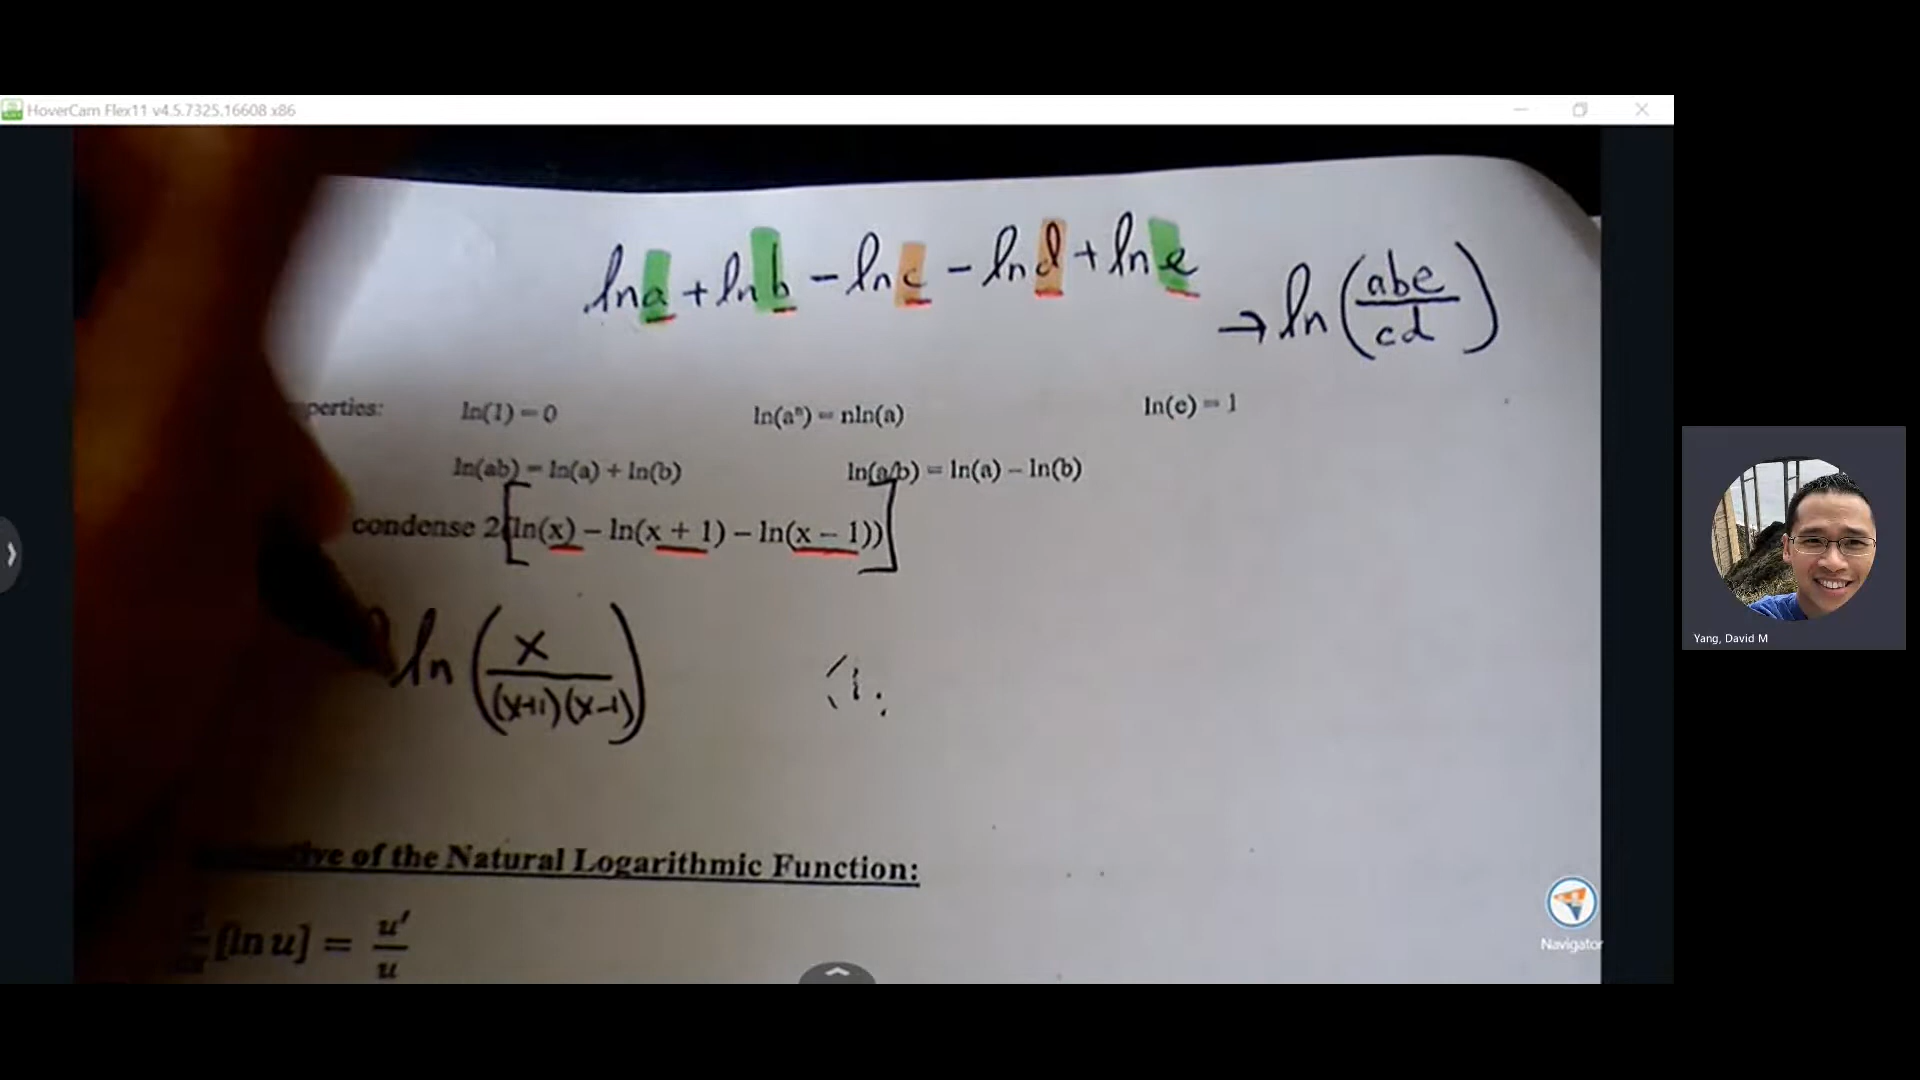 HoverCam Flex11 v4.5.7325.16608 x86
ln a + ln b − ln c − ln d + ln e → ln(abe/cd)
perties: ln(1) = 0 ln(aⁿ) = nln(a) ln(e) = 1
ln(ab) = ln(a) + ln(b) ln(a/b) = ln(a) − ln(b)
condense 2(ln(x) − ln(x + 1) − ln(x − 1))
ln(x/(x+1)(x-1))
of the Natural Logarithmic Function:
[ln u] = u'/u
Navigator
Yang, David M